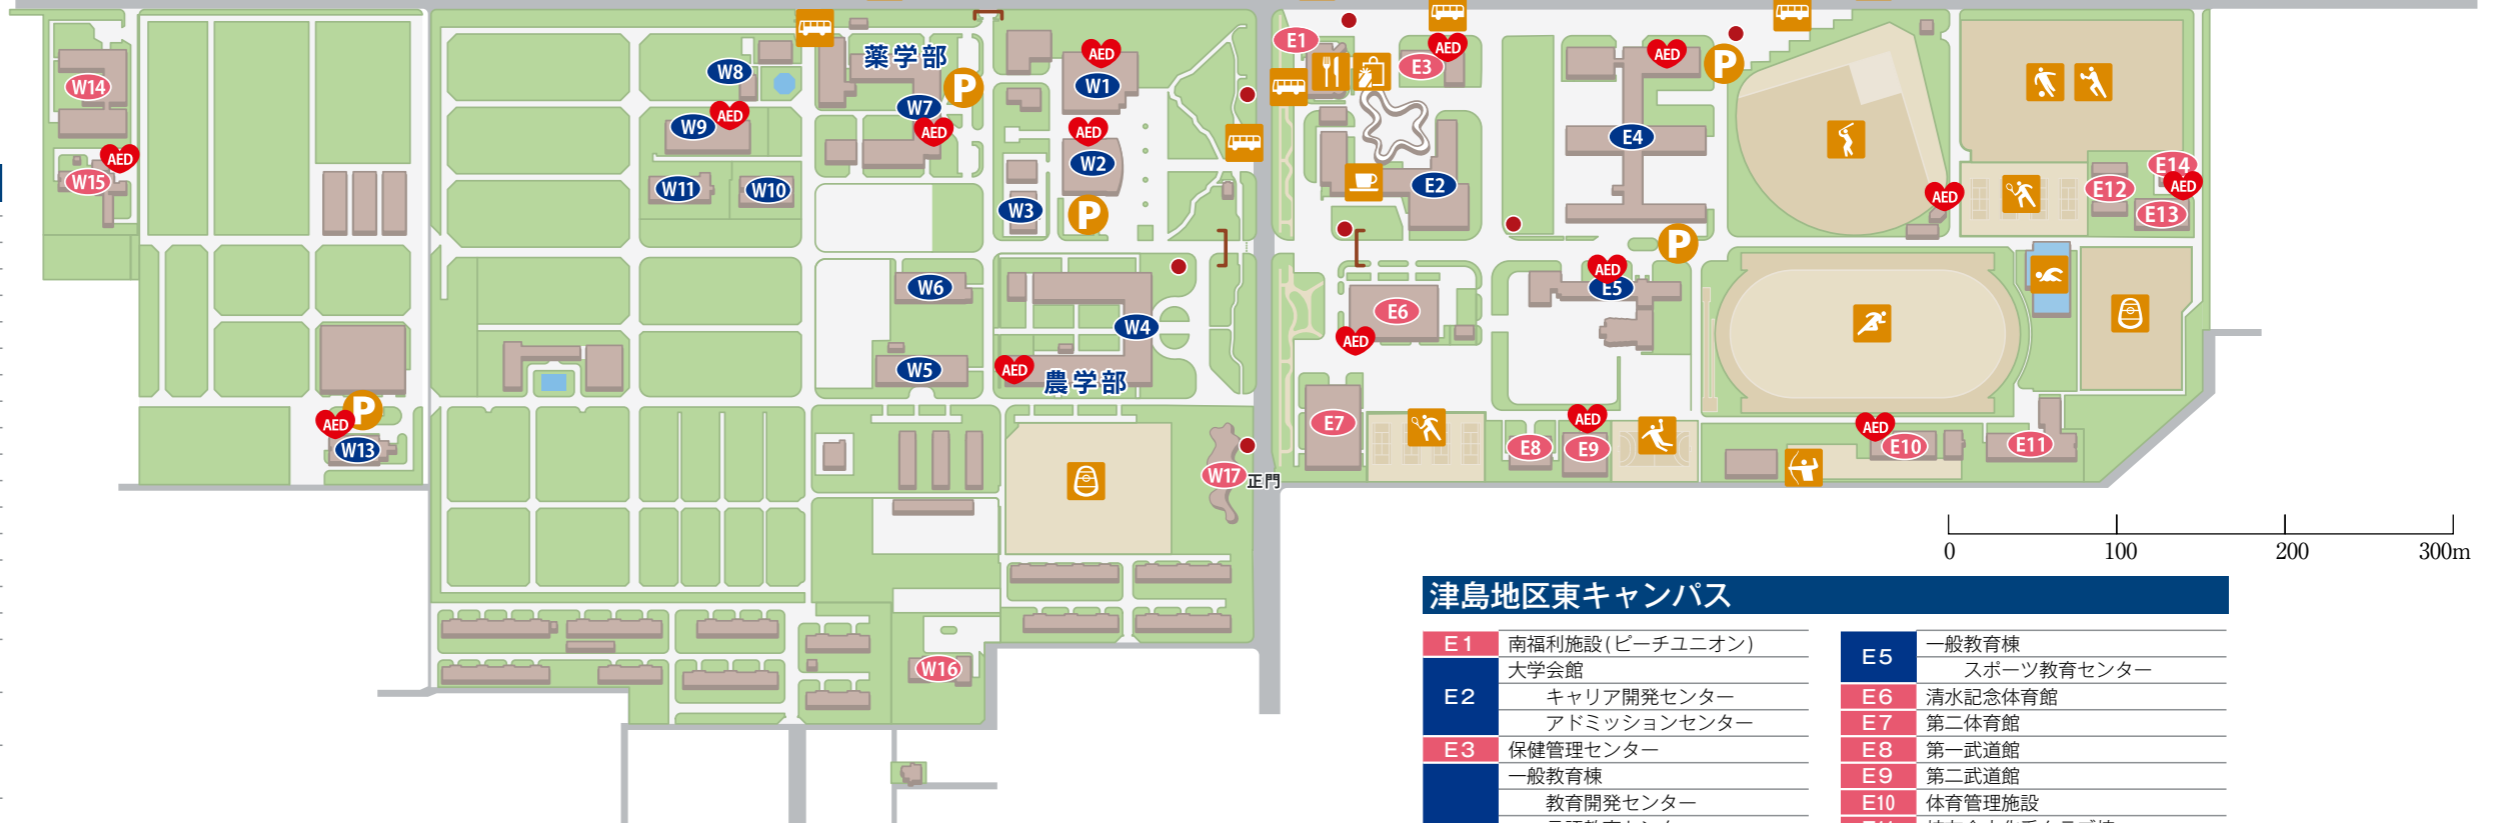 薬学部
AED
W1
E1
E3
AED
AED
P
W14
W8
P
W7
AED
AED
W9
AED
W2
E4
AED
W15
W11
W10
W3
P
E2
AED
E14
AED
E12
E13
P
AED
E5
W6
W4
E6
AED
W5
AED
農学部
P
AED
W13
E7
E8
AED
E9
AED
E10
E11
W17
正門
W16
0
100
200
300m
津島地区東キャンパス
E1 南福利施設(ピーチユニオン)
E2 大学会館
キャリア開発センター
アドミッションセンター
E3 保健管理センター
一般教育棟
教育開発センター
E5 一般教育棟
スポーツ教育センター
E6 清水記念体育館
E7 第二体育館
E8 第一武道館
E9 第二武道館
E10 体育管理施設